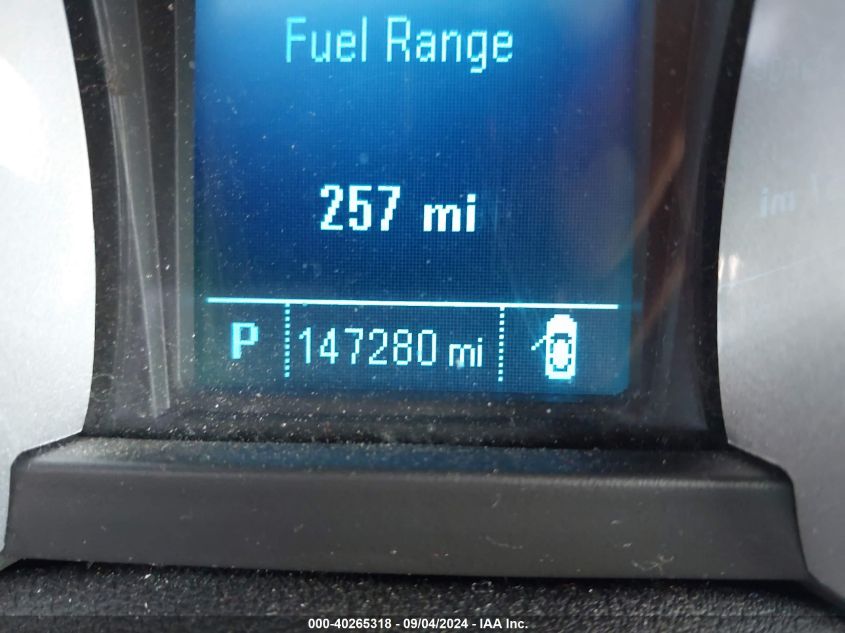 Fuel Range
257 mi
P 147280 mi
000-40265318 - 09/04/2024 - IAA Inc.